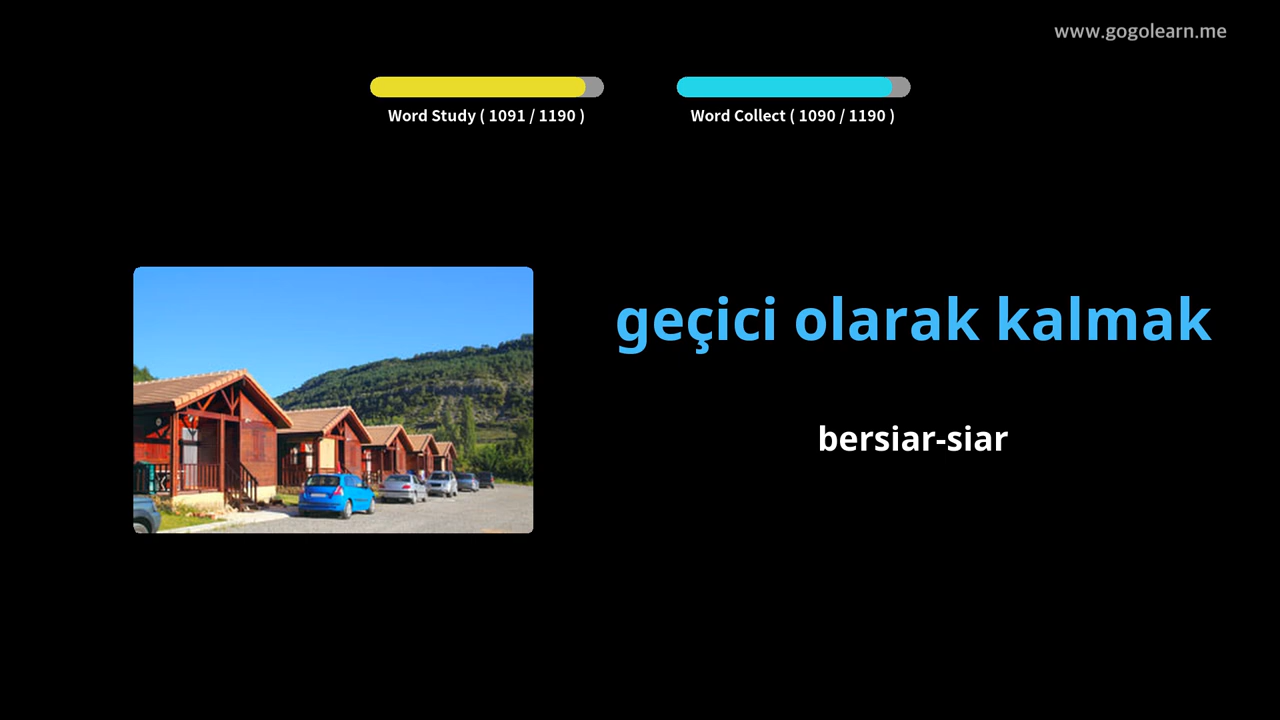 www.gogolearn.me
Word Study ( 1091 / 1190 )
Word Collect ( 1090 / 1190 )
geçici olarak kalmak
bersiar-siar